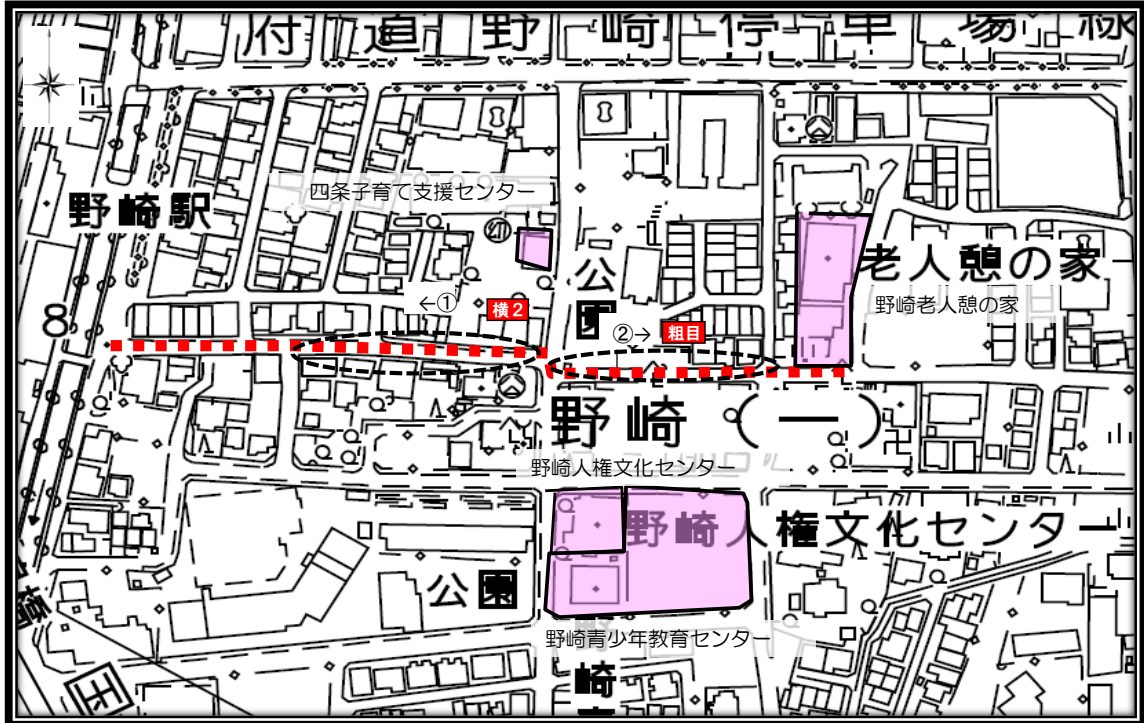 府道野崎停車場線
四条子育て支援センター
野崎駅
幼
公園
老人憩の家
野崎老人憩の家
←①
横2
8
②→
粗目
野崎（一）
野崎人権文化センター
野崎人権文化センター
公園
野崎青少年教育センター
野
崎